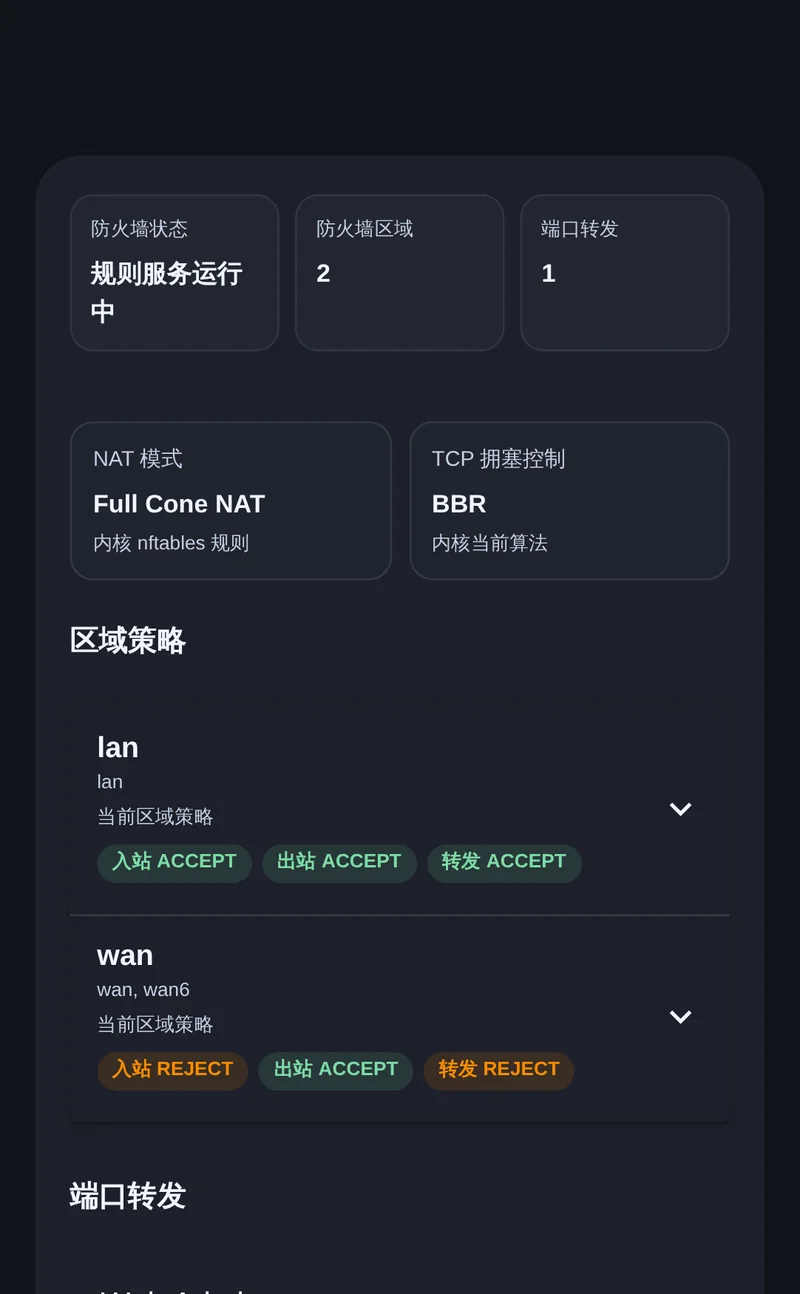 防火墙状态
规则服务运行
中
防火墙区域
2
端口转发
1
NAT 模式
Full Cone NAT
内核 nftables 规则
TCP 拥塞控制
BBR
内核当前算法
区域策略
lan
lan
当前区域策略
入站 ACCEPT 出站 ACCEPT 转发 ACCEPT
wan
wan, wan6
当前区域策略
入站 REJECT 出站 ACCEPT 转发 REJECT
端口转发